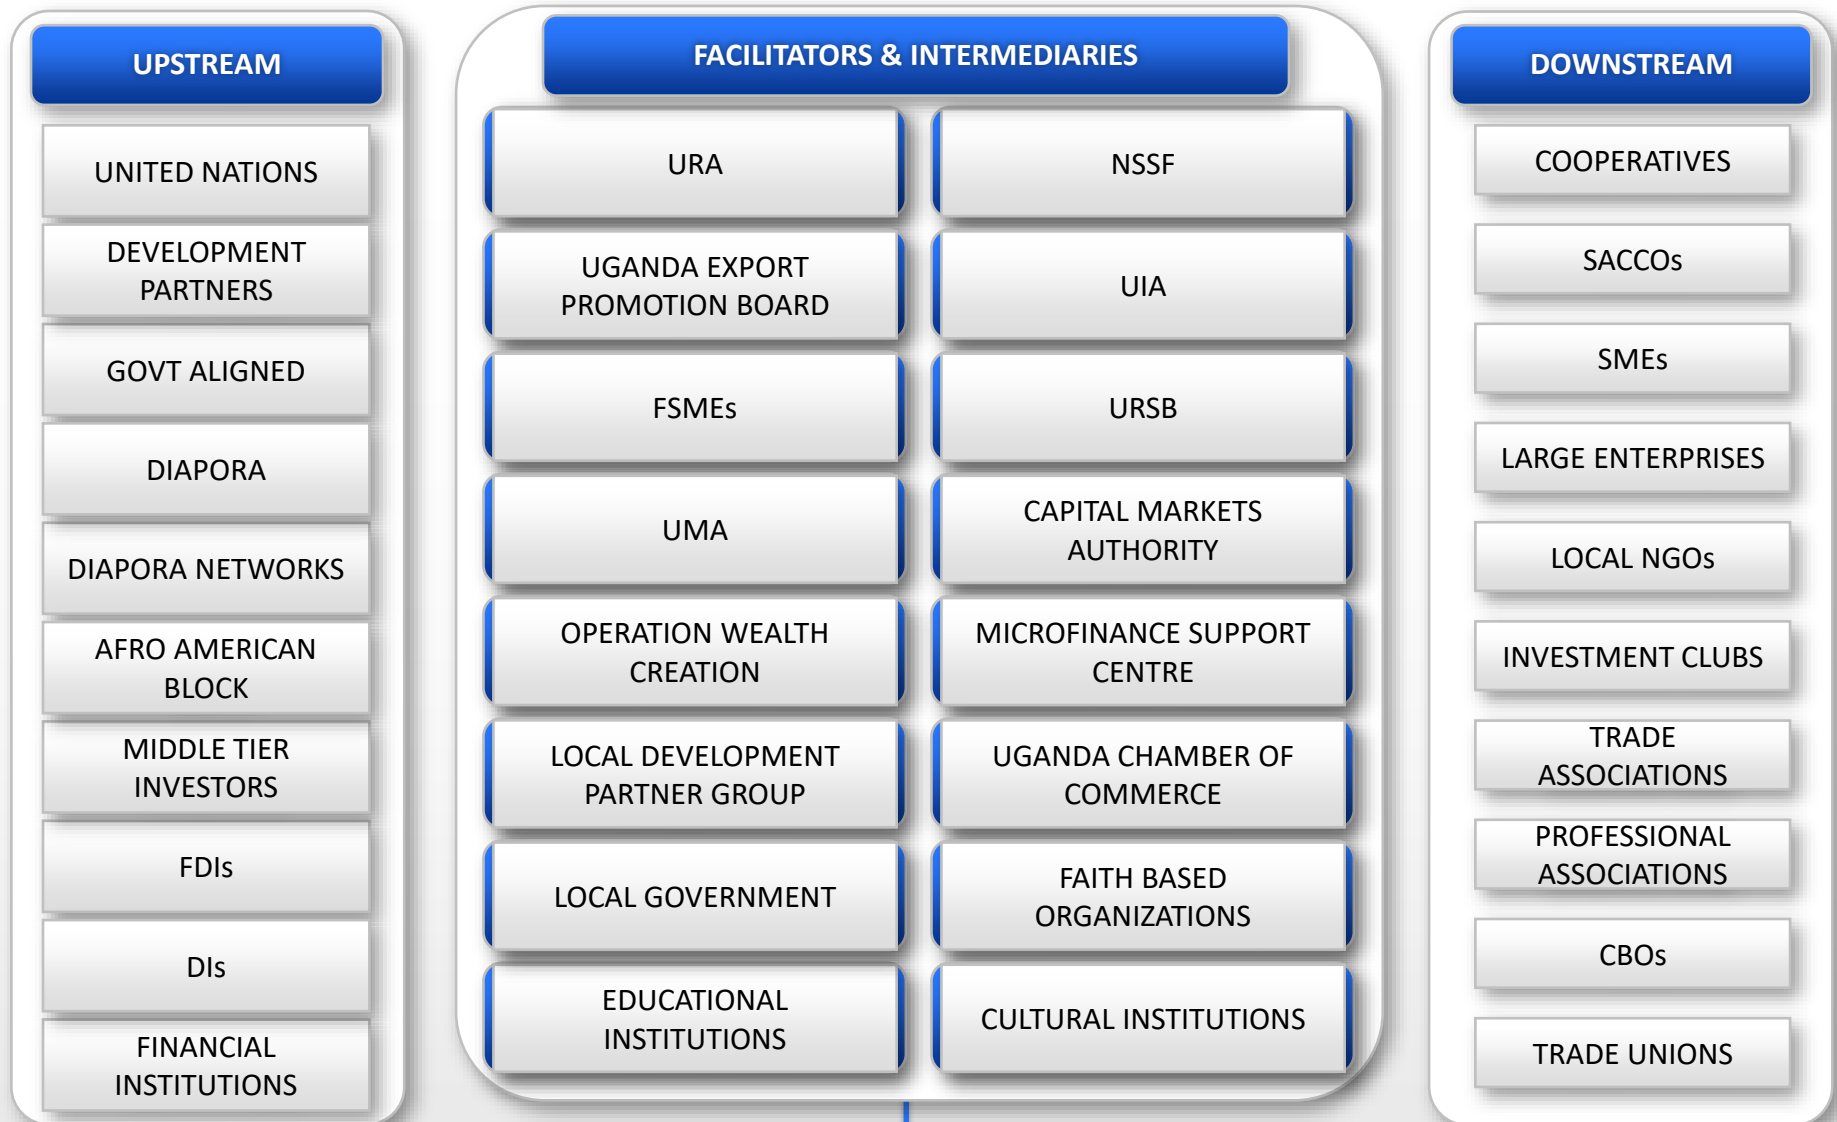 UPSTREAM
UNITED NATIONS
DEVELOPMENT
PARTNERS
GOVT ALIGNED
DIAPORA
DIAPORA NETWORKS
AFRO AMERICAN
BLOCK
MIDDLE TIER
INVESTORS
FDIs
DIs
FINANCIAL
INSTITUTIONS
FACILITATORS & INTERMEDIARIES
URA
NSSF
UGANDA EXPORT
PROMOTION BOARD
UIA
FSMEs
URSB
UMA
CAPITAL MARKETS
AUTHORITY
OPERATION WEALTH
CREATION
MICROFINANCE SUPPORT
CENTRE
LOCAL DEVELOPMENT
PARTNER GROUP
UGANDA CHAMBER OF
COMMERCE
LOCAL GOVERNMENT
FAITH BASED
ORGANIZATIONS
EDUCATIONAL
INSTITUTIONS
CULTURAL INSTITUTIONS
DOWNSTREAM
COOPERATIVES
SACCOs
SMEs
LARGE ENTERPRISES
LOCAL NGOs
INVESTMENT CLUBS
TRADE
ASSOCIATIONS
PROFESSIONAL
ASSOCIATIONS
CBOs
TRADE UNIONS